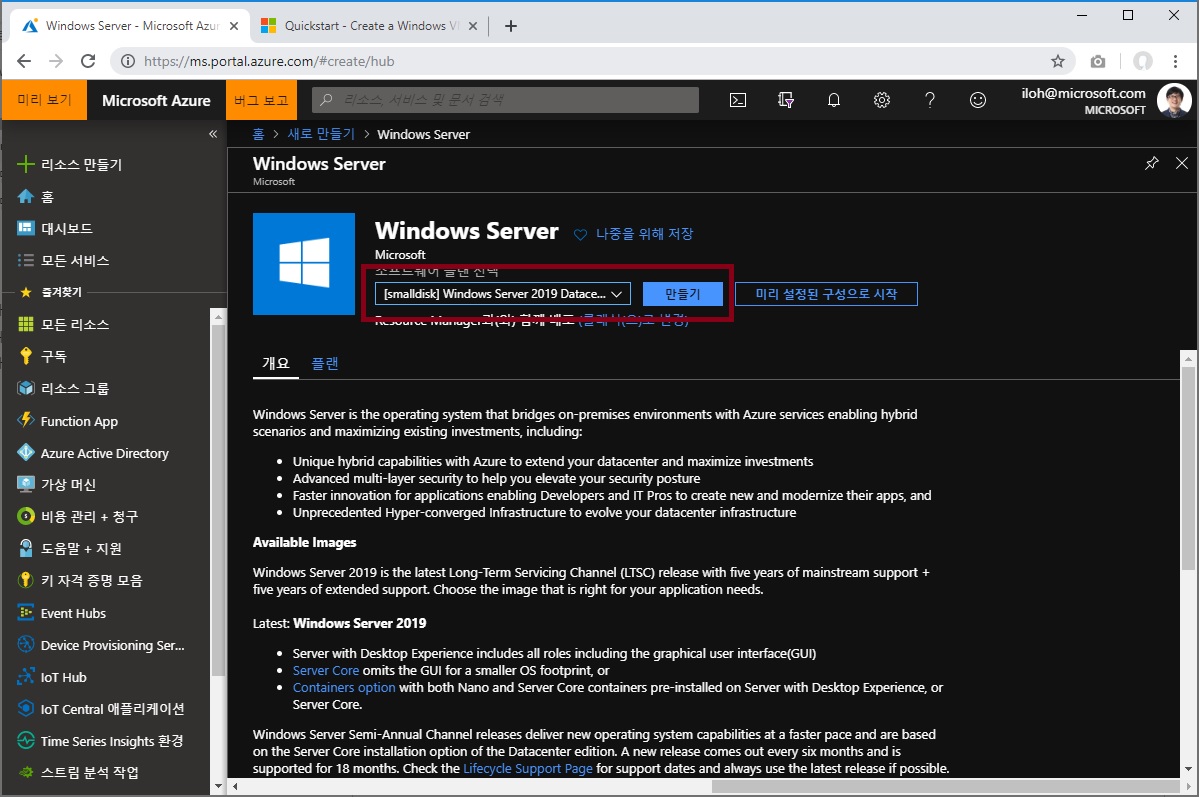 Windows Server - Microsoft Azur
Quickstart - Create a Windows V
https://ms.portal.azure.com/#create/hub
미리 보기
Microsoft Azure
버그 보고
리소스, 서비스 및 문서 검색
iloh@microsoft.com
MICROSOFT
홈 > 새로 만들기 > Windows Server
Windows Server
Microsoft
리소스 만들기
홈
대시보드
모든 서비스
즐겨찾기
모든 리소스
구독
리소스 그룹
Function App
Azure Active Directory
가상 머신
비용 관리 + 청구
도움말 + 지원
키 자격 증명 모음
Event Hubs
Device Provisioning Ser...
IoT Hub
IoT Central 애플리케이션
Time Series Insights 환경
스트림 분석 작업
Windows Server
나중을 위해 저장
Microsoft
소프트웨어 플랜 선택
[smalldisk] Windows Server 2019 Datace...
만들기
미리 설정된 구성으로 시작
Resource Manager과(와) 함께 배포 (클래식(으)로 변경)
개요
플랜
Windows Server is the operating system that bridges on-premises environments with Azure services enabling hybrid
scenarios and maximizing existing investments, including:
• Unique hybrid capabilities with Azure to extend your datacenter and maximize investments
• Advanced multi-layer security to help you elevate your security posture
• Faster innovation for applications enabling Developers and IT Pros to create new and modernize their apps, and
• Unprecedented Hyper-converged Infrastructure to evolve your datacenter infrastructure
Available Images
Windows Server 2019 is the latest Long-Term Servicing Channel (LTSC) release with five years of mainstream support +
five years of extended support. Choose the image that is right for your application needs.
Latest: Windows Server 2019
• Server with Desktop Experience includes all roles including the graphical user interface(GUI)
• Server Core omits the GUI for a smaller OS footprint, or
• Containers option with both Nano and Server Core containers pre-installed on Server with Desktop Experience, or
Server Core.
Windows Server Semi-Annual Channel releases deliver new operating system capabilities at a faster pace and are based
on the Server Core installation option of the Datacenter edition. A new release comes out every six months and is
supported for 18 months. Check the Lifecycle Support Page for support dates and always use the latest release if possible.